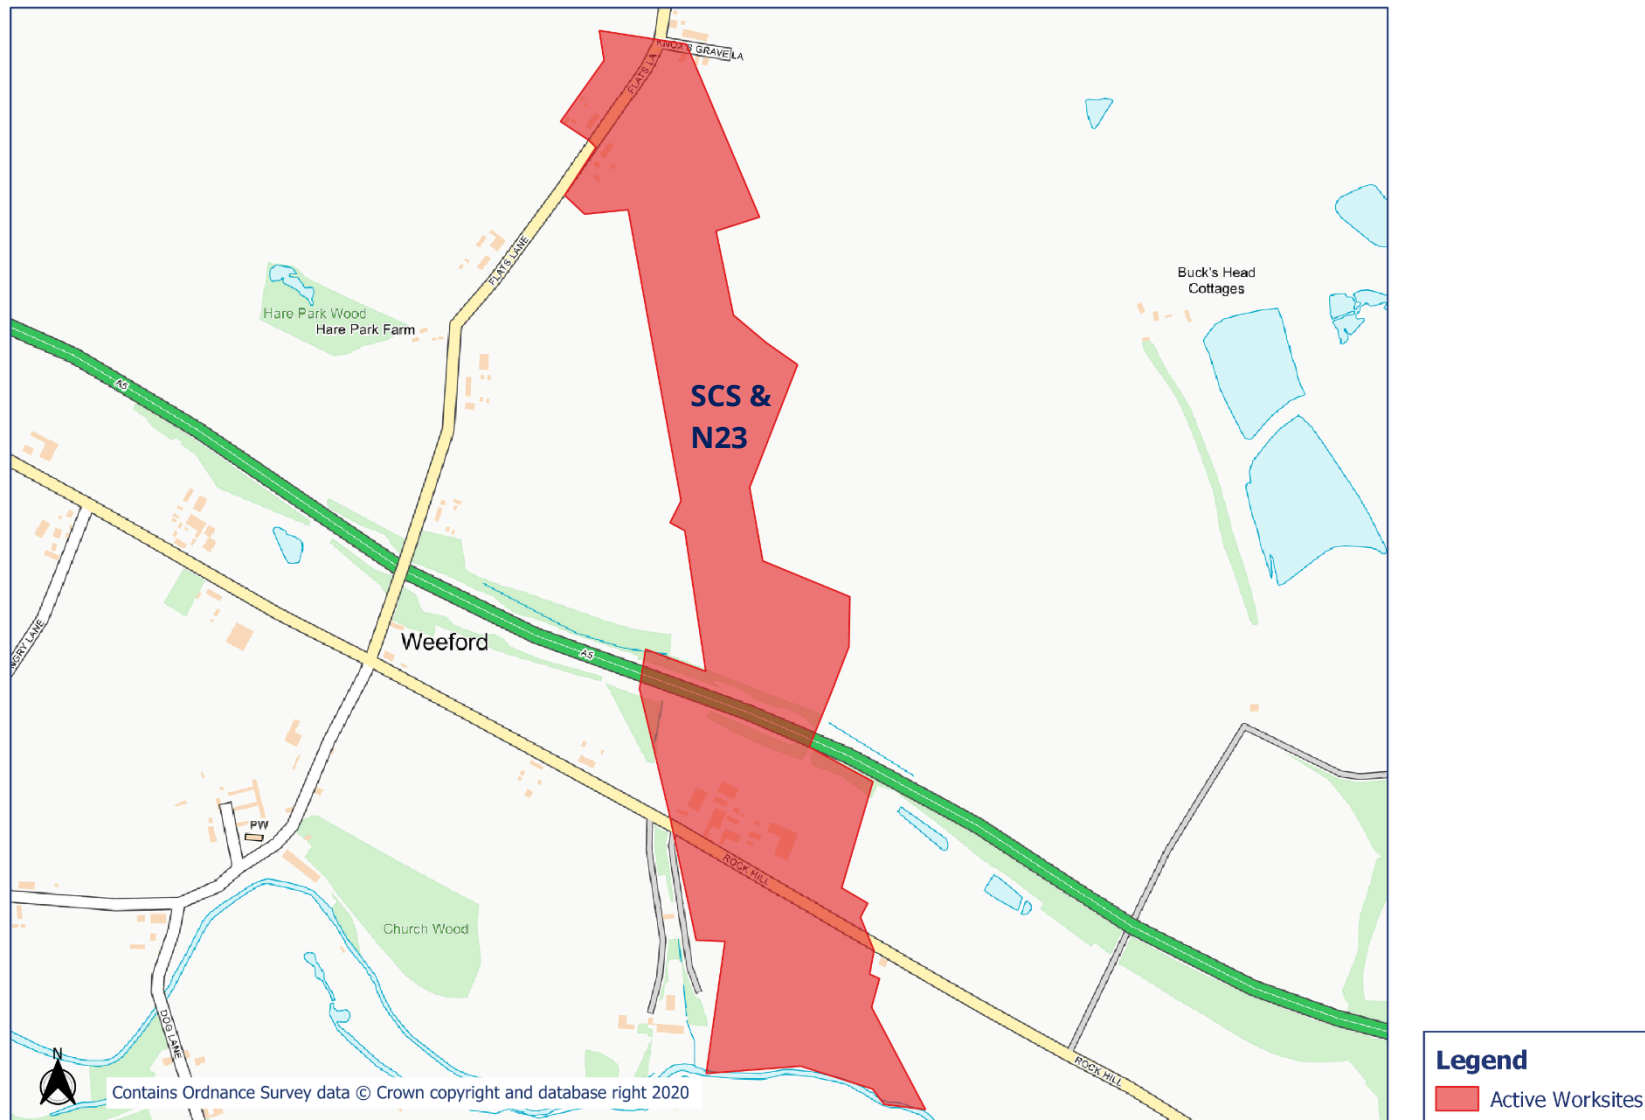 KNOX'S GRAVE LA
FLATS LA
FLATS LANE
Buck's Head
Cottages
Hare Park Wood
Hare Park Farm
A5
SCS &
N23
Weeford
A5
NGRY LANE
PW
ROCK HILL
Church Wood
DOG LANE
ROCK HILL
N
Contains Ordnance Survey data © Crown copyright and database right 2020
Legend
Active Worksites